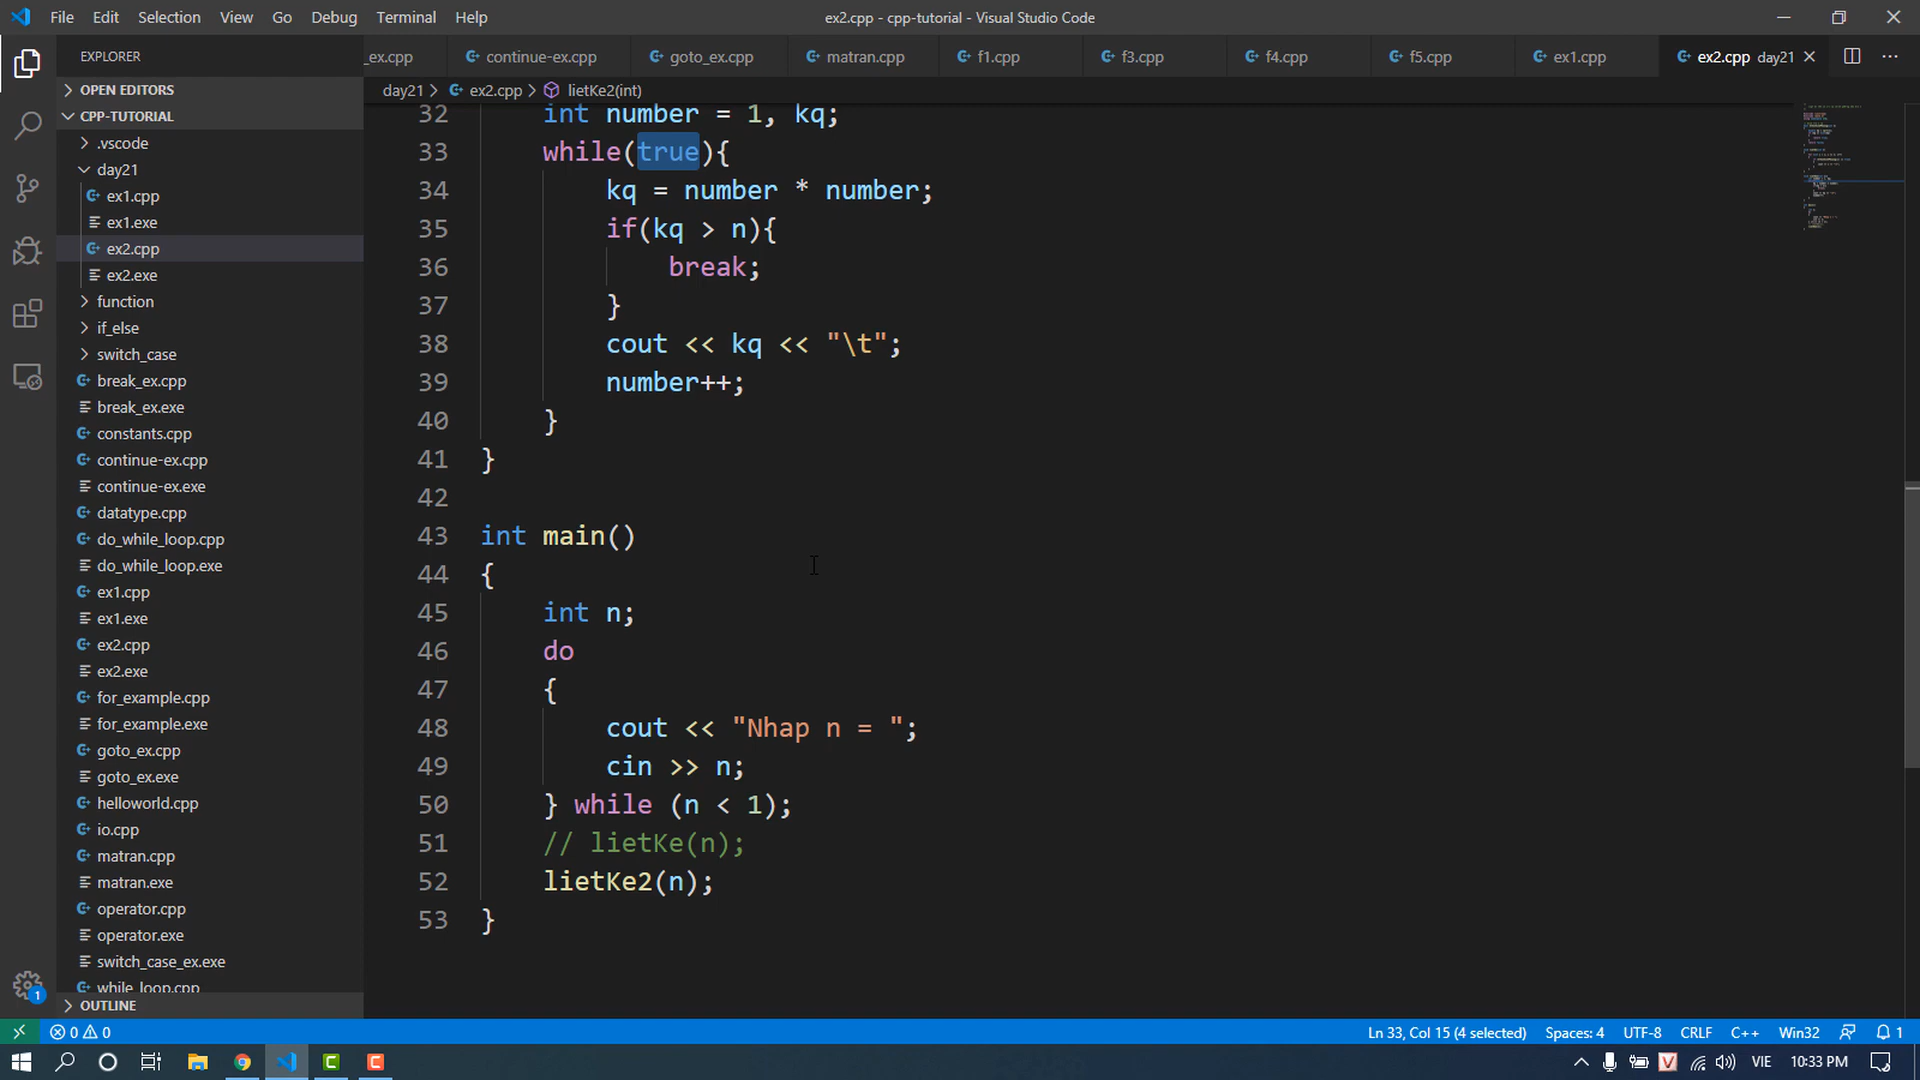 File Edit Selection View Go Debug Terminal Help
ex2.cpp - cpp-tutorial - Visual Studio Code
EXPLORER
_ex.cpp continue-ex.cpp goto_ex.cpp matran.cpp f1.cpp f3.cpp f4.cpp f5.cpp ex1.cpp ex2.cpp day21
OPEN EDITORS
CPP-TUTORIAL
.vscode
day21
ex1.cpp
ex1.exe
ex2.cpp
ex2.exe
function
if_else
switch_case
break_ex.cpp
break_ex.exe
constants.cpp
continue-ex.cpp
continue-ex.exe
datatype.cpp
do_while_loop.cpp
do_while_loop.exe
ex1.cpp
ex1.exe
ex2.cpp
ex2.exe
for_example.cpp
for_example.exe
goto_ex.cpp
goto_ex.exe
helloworld.cpp
io.cpp
matran.cpp
matran.exe
operator.cpp
operator.exe
switch_case_ex.exe
while_loop.cpp
OUTLINE
day21 > ex2.cpp > lietKe2(int)
32 int number = 1, kq;
33 while(true){
34 kq = number * number;
35 if(kq > n){
36 break;
37 }
38 cout << kq << "\t";
39 number++;
40 }
41 }
42
43 int main()
44 {
45 int n;
46 do
47 {
48 cout << "Nhap n = ";
49 cin >> n;
50 } while (n < 1);
51 // lietKe(n);
52 lietKe2(n);
53 }
1
0 0
Ln 33, Col 15 (4 selected) Spaces: 4 UTF-8 CRLF C++ Win32 1
VIE 10:33 PM